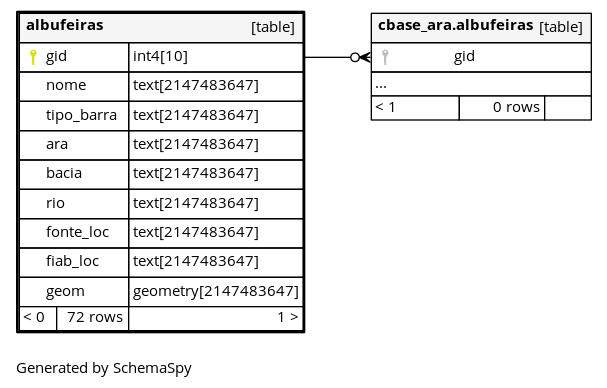 albufeiras [table]
gid int4[10]
nome text[2147483647]
tipo_barra text[2147483647]
ara text[2147483647]
bacia text[2147483647]
rio text[2147483647]
fonte_loc text[2147483647]
fiab_loc text[2147483647]
geom geometry[2147483647]
< 0 72 rows 1 >
cbase_ara.albufeiras [table]
gid
...
< 1 0 rows
Generated by SchemaSpy